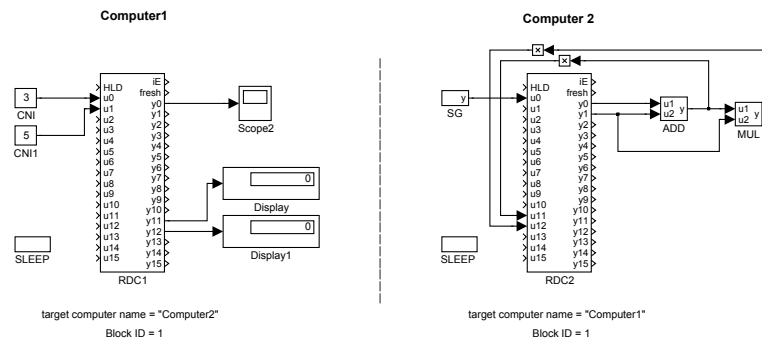 Computer1
HLD
u0
u1
u2
u3
u4
u5
u6
u7
u8
u9
u10
u11
u12
u13
u14
u15
iE
fresh
y0
y1
y2
y3
y4
y5
y6
y7
y8
y9
y10
y11
y12
y13
y14
y15
RDC1
3
CNI
5
CNI1
SLEEP
Scope2
0
Display
0
Display1
target computer name = "Computer2"
Block ID = 1
Computer 2
HLD
u0
u1
u2
u3
u4
u5
u6
u7
u8
u9
u10
u11
u12
u13
u14
u15
iE
fresh
y0
y1
y2
y3
y4
y5
y6
y7
y8
y9
y10
y11
y12
y13
y14
y15
RDC2
y
SG
SLEEP
u1
u2
y
ADD
u1
u2
y
MUL
target computer name = "Computer1"
Block ID = 1